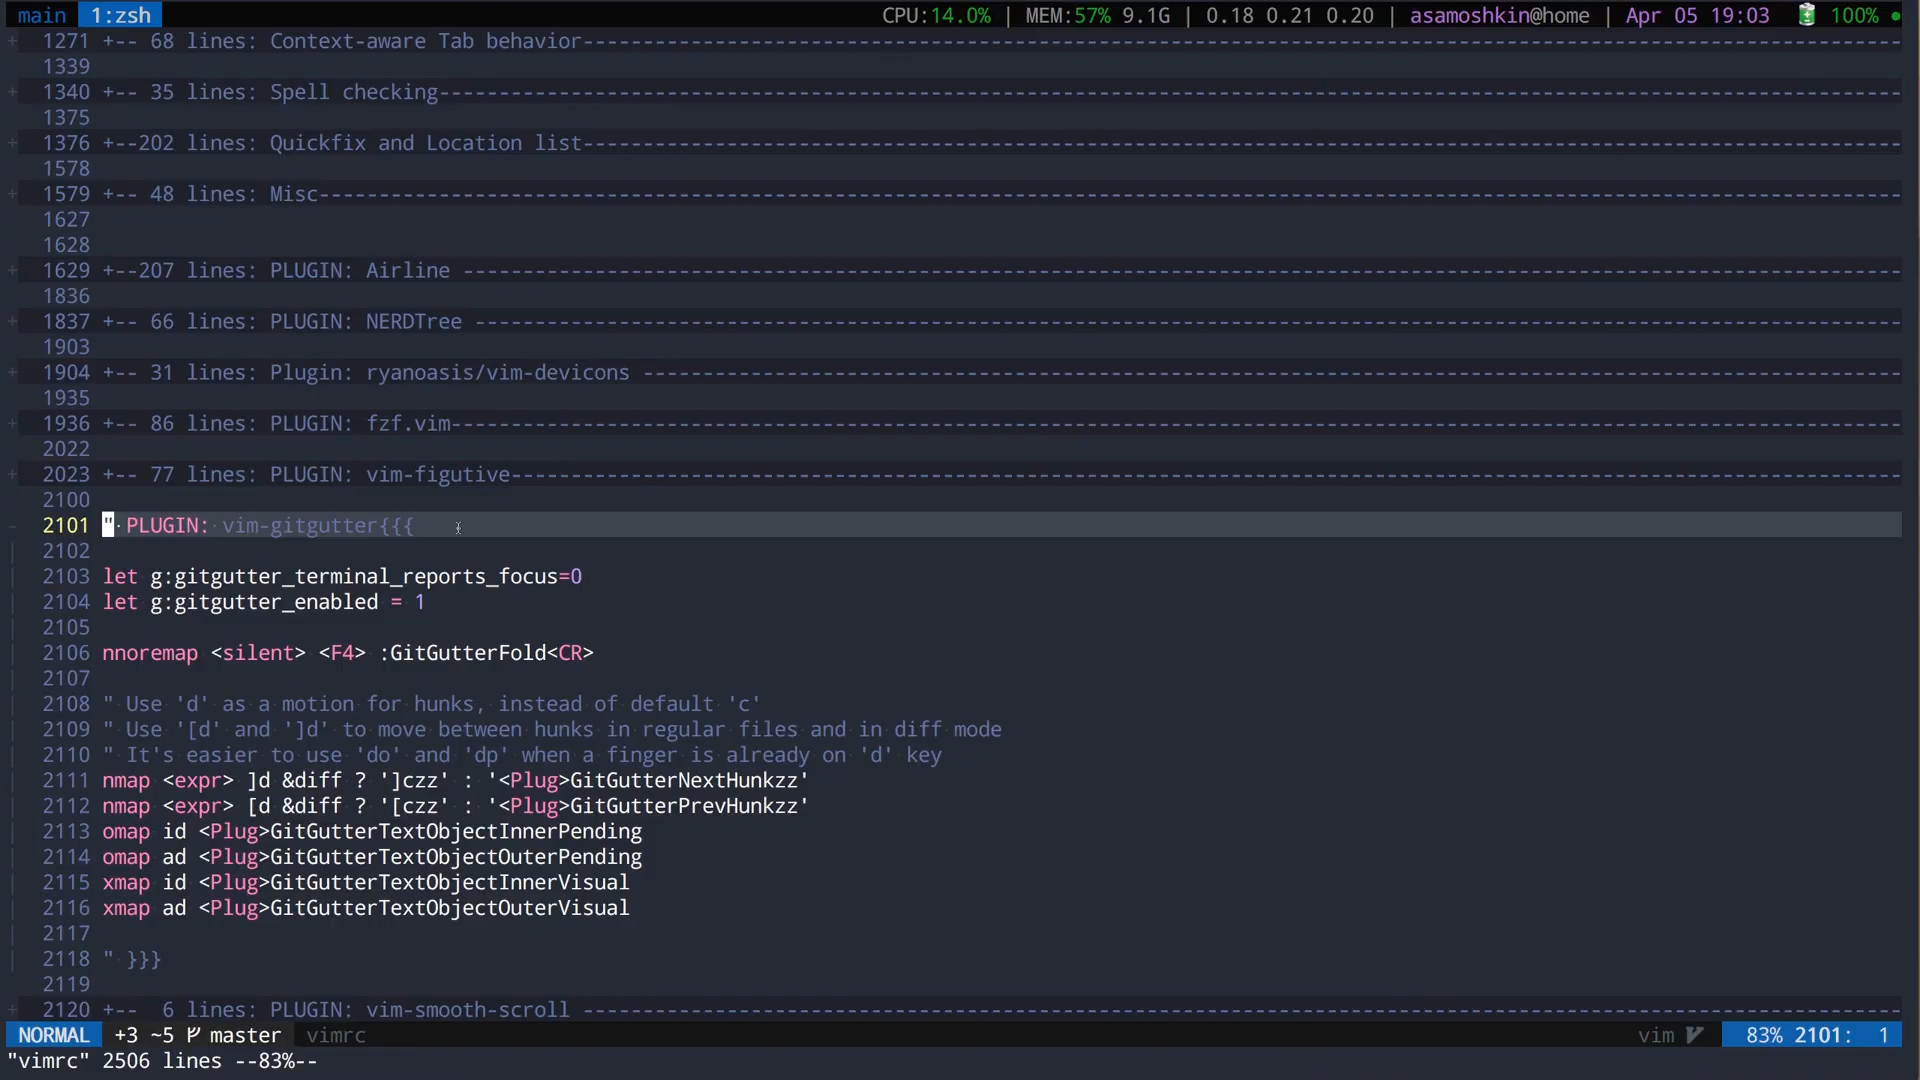 main 1:zsh CPU:14.0% | MEM:57% 9.1G | 0.18 0.21 0.20 | asamoshkin@home | Apr 05 19:03 100%
+ 1271 +-- 68 lines: Context-aware Tab behavior--------------------------------------------------------------------------------------------------------------
1339
+ 1340 +-- 35 lines: Spell checking--------------------------------------------------------------------------------------------------------------------------
1375
+ 1376 +--202 lines: Quickfix and Location list--------------------------------------------------------------------------------------------------------------
1578
+ 1579 +-- 48 lines: Misc------------------------------------------------------------------------------------------------------------------------------------
1627
1628
+ 1629 +--207 lines: PLUGIN: Airline ------------------------------------------------------------------------------------------------------------------------
1836
+ 1837 +-- 66 lines: PLUGIN: NERDTree -----------------------------------------------------------------------------------------------------------------------
1903
+ 1904 +-- 31 lines: Plugin: ryanoasis/vim-devicons ---------------------------------------------------------------------------------------------------------
1935
+ 1936 +-- 86 lines: PLUGIN: fzf.vim-------------------------------------------------------------------------------------------------------------------------
2022
+ 2023 +-- 77 lines: PLUGIN: vim-figutive--------------------------------------------------------------------------------------------------------------------
2100
- 2101 " PLUGIN: vim-gitgutter{{{
2102
2103 let g:gitgutter_terminal_reports_focus=0
2104 let g:gitgutter_enabled = 1
2105
2106 nnoremap <silent> <F4> :GitGutterFold<CR>
2107
2108 " Use 'd' as a motion for hunks, instead of default 'c'
2109 " Use '[d' and ']d' to move between hunks in regular files and in diff mode
2110 " It's easier to use 'do' and 'dp' when a finger is already on 'd' key
2111 nmap <expr> ]d &diff ? ']czz' : '<Plug>GitGutterNextHunkzz'
2112 nmap <expr> [d &diff ? '[czz' : '<Plug>GitGutterPrevHunkzz'
2113 omap id <Plug>GitGutterTextObjectInnerPending
2114 omap ad <Plug>GitGutterTextObjectOuterPending
2115 xmap id <Plug>GitGutterTextObjectInnerVisual
2116 xmap ad <Plug>GitGutterTextObjectOuterVisual
2117
2118 " }}}
2119
+ 2120 +--  6 lines: PLUGIN: vim-smooth-scroll --------------------------------------------------------------------------------------------------------------
NORMAL +3 ~5 master vimrc vim 83% 2101: 1
"vimrc" 2506 lines --83%--